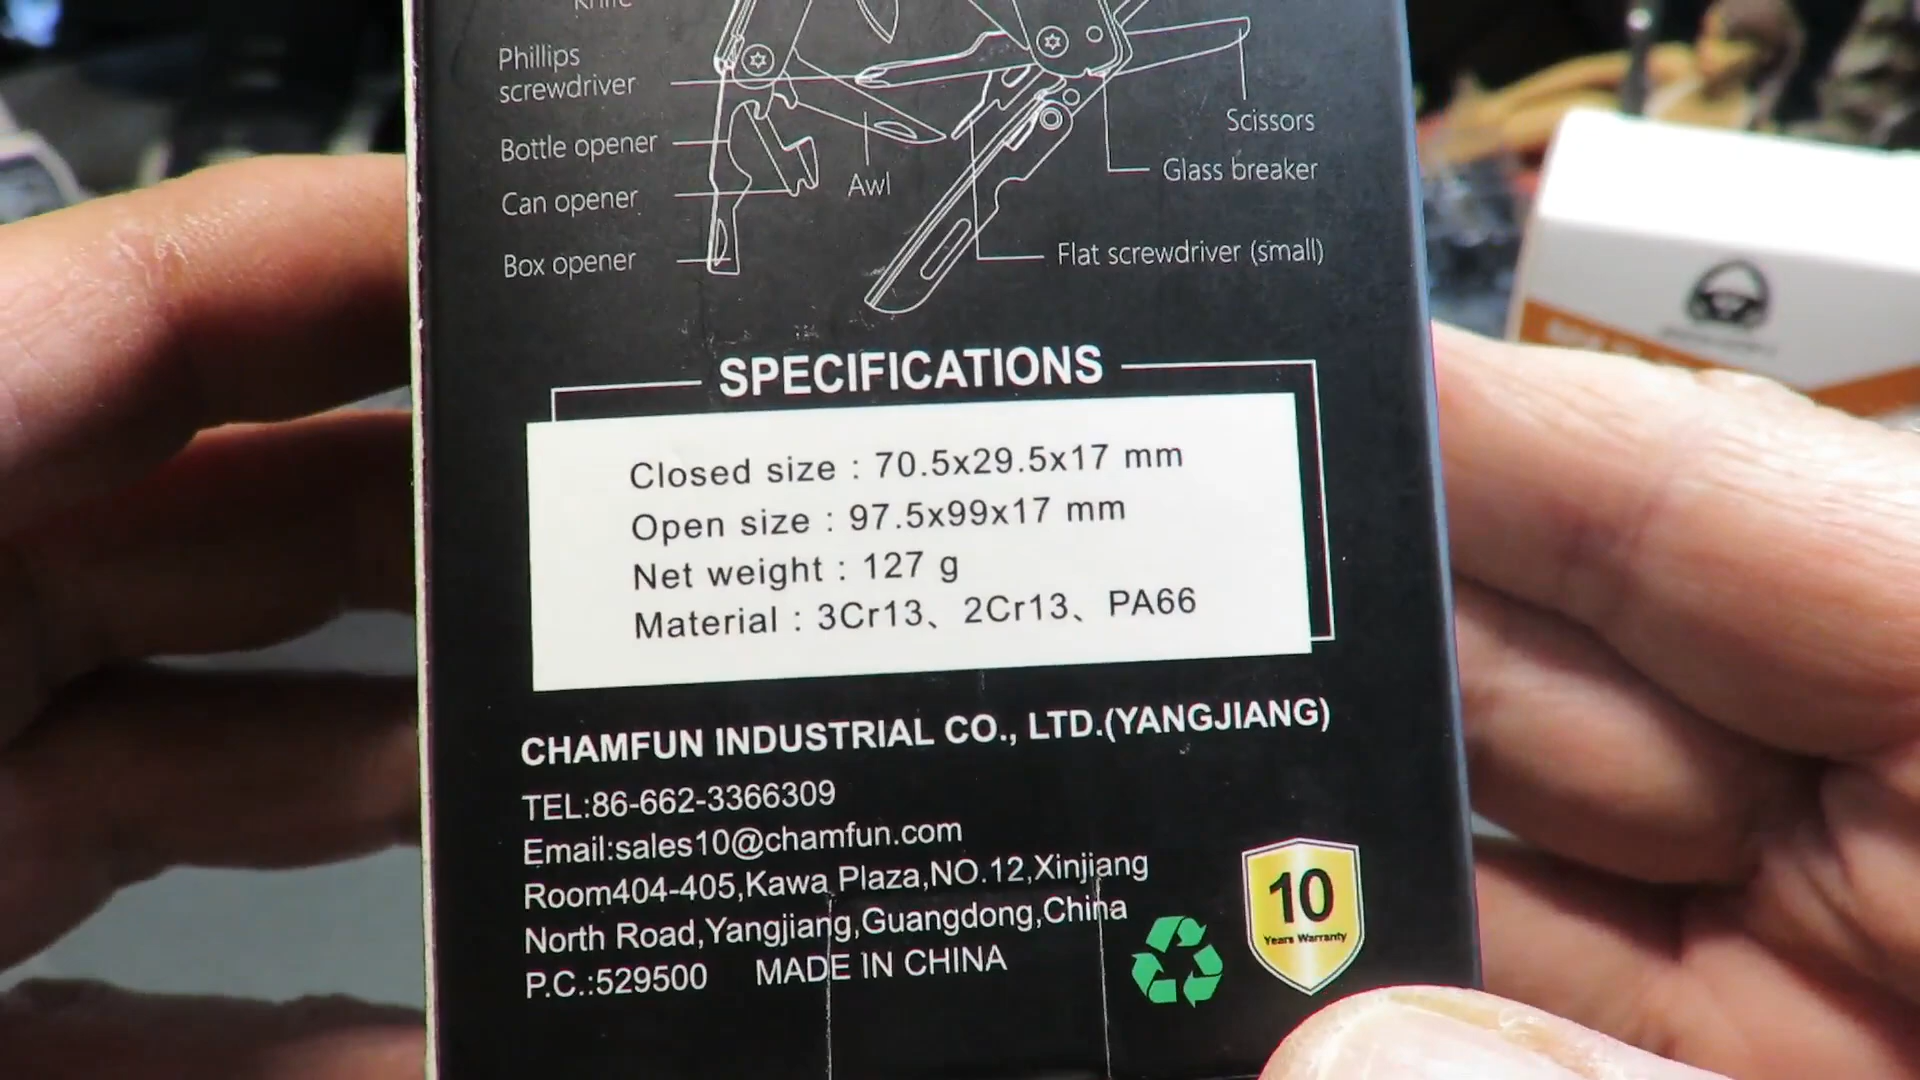 Knife
Phillips
screwdriver
Bottle opener
Can opener
Box opener
Awl
Scissors
Glass breaker
Flat screwdriver (small)
SPECIFICATIONS
Closed size : 70.5x29.5x17 mm
Open size : 97.5x99x17 mm
Net weight : 127 g
Material : 3Cr13、2Cr13、PA66
CHAMFUN INDUSTRIAL CO., LTD.(YANGJIANG)
TEL:86-662-3366309
Email:sales10@chamfun.com
Room404-405,Kawa Plaza,NO.12,Xinjiang
North Road,Yangjiang,Guangdong,China
P.C.:529500 MADE IN CHINA
10
Years Warranty